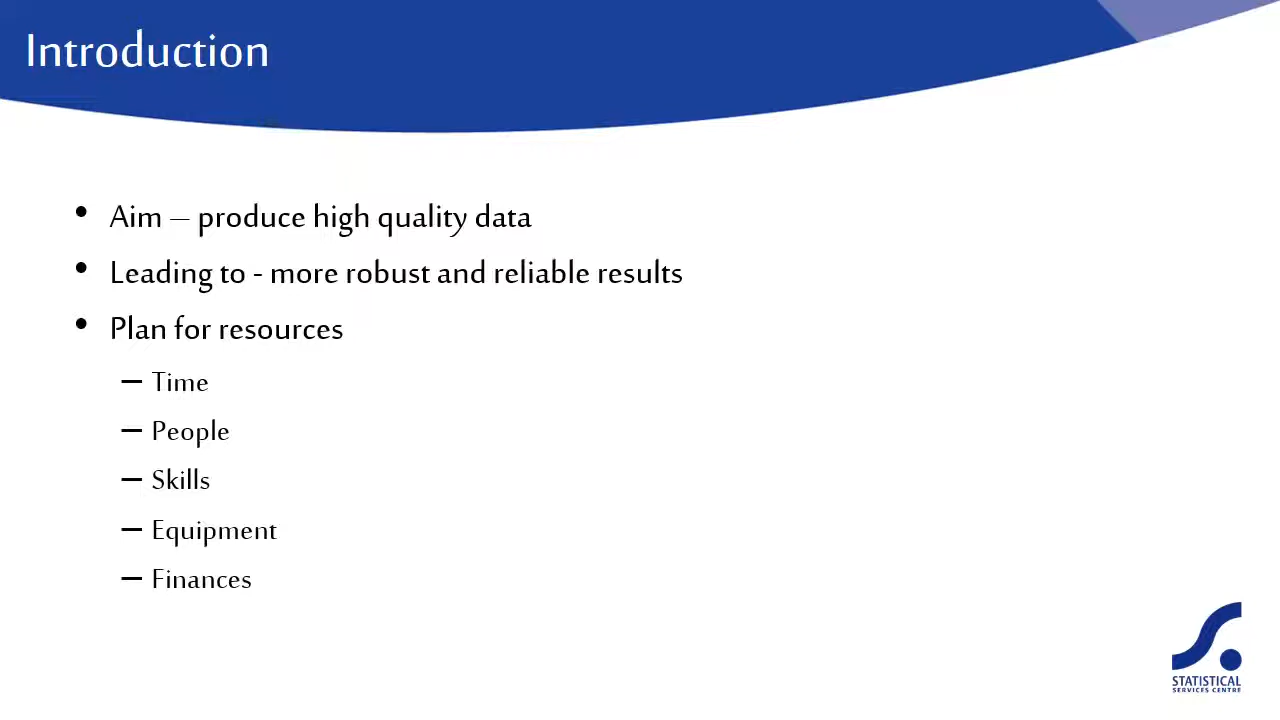 Introduction
• Aim – produce high quality data
• Leading to - more robust and reliable results
• Plan for resources
– Time
– People
– Skills
– Equipment
– Finances
STATISTICAL
SERVICES CENTRE